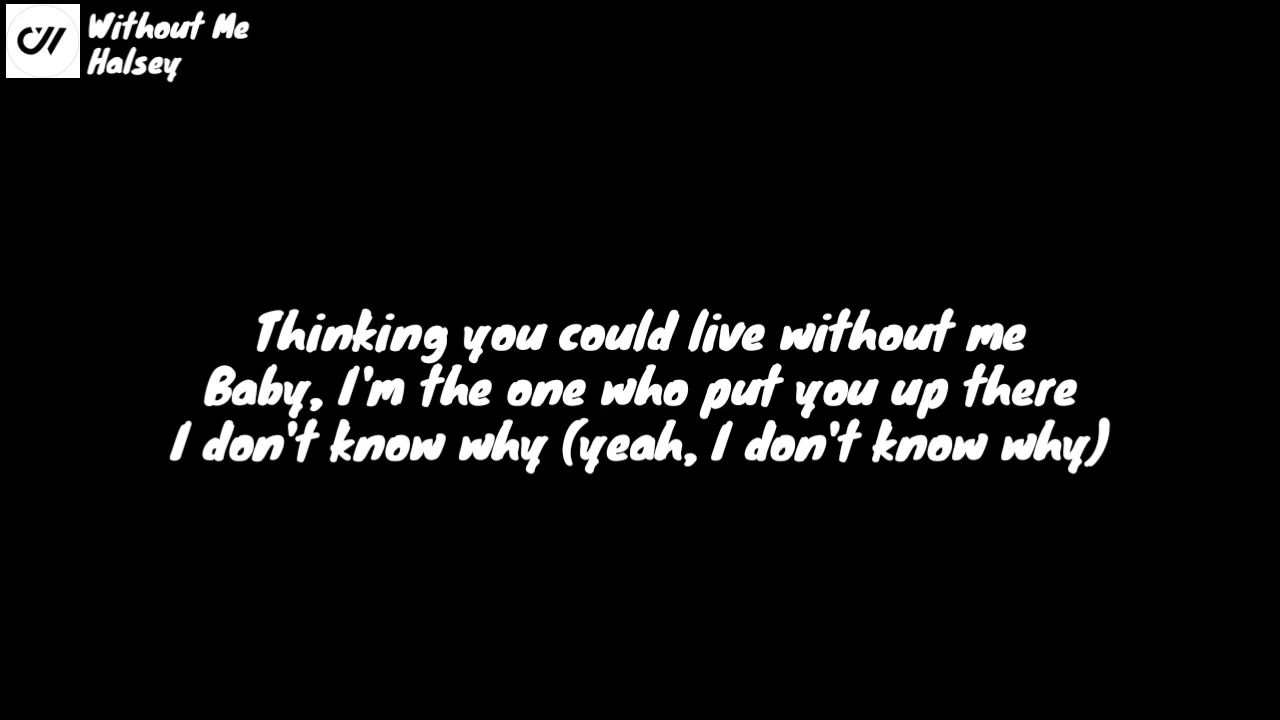 Without Me
Halsey
Thinking you could live without me
Baby, I'm the one who put you up there
I don't know why (yeah, I don't know why)